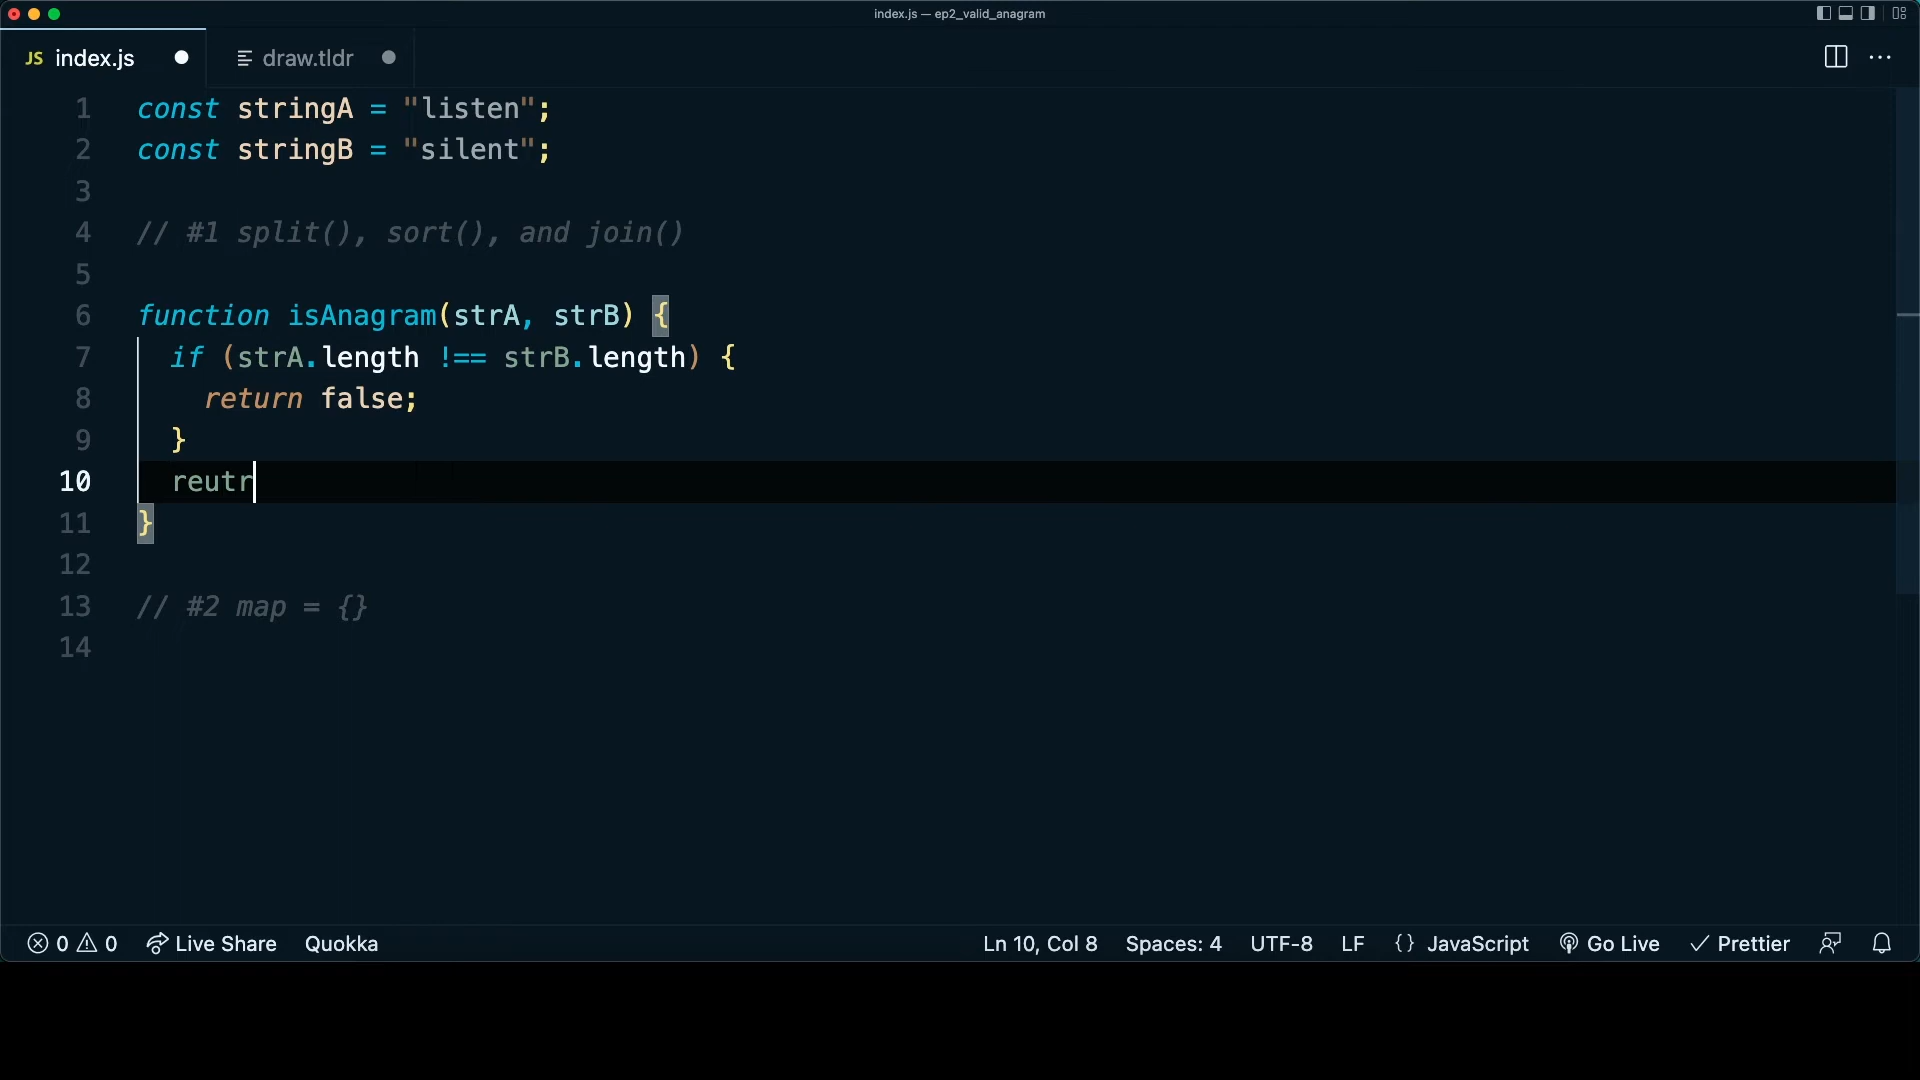 index.js — ep2_valid_anagram
JS index.js draw.tldr
1 const stringA = "listen";
2 const stringB = "silent";
3
4 // #1 split(), sort(), and join()
5
6 function isAnagram(strA, strB) {
7 if (strA.length !== strB.length) {
8 return false;
9 }
10 reutr
11 }
12
13 // #2 map = {}
14
0 0 Live Share Quokka Ln 10, Col 8 Spaces: 4 UTF-8 LF {} JavaScript Go Live Prettier